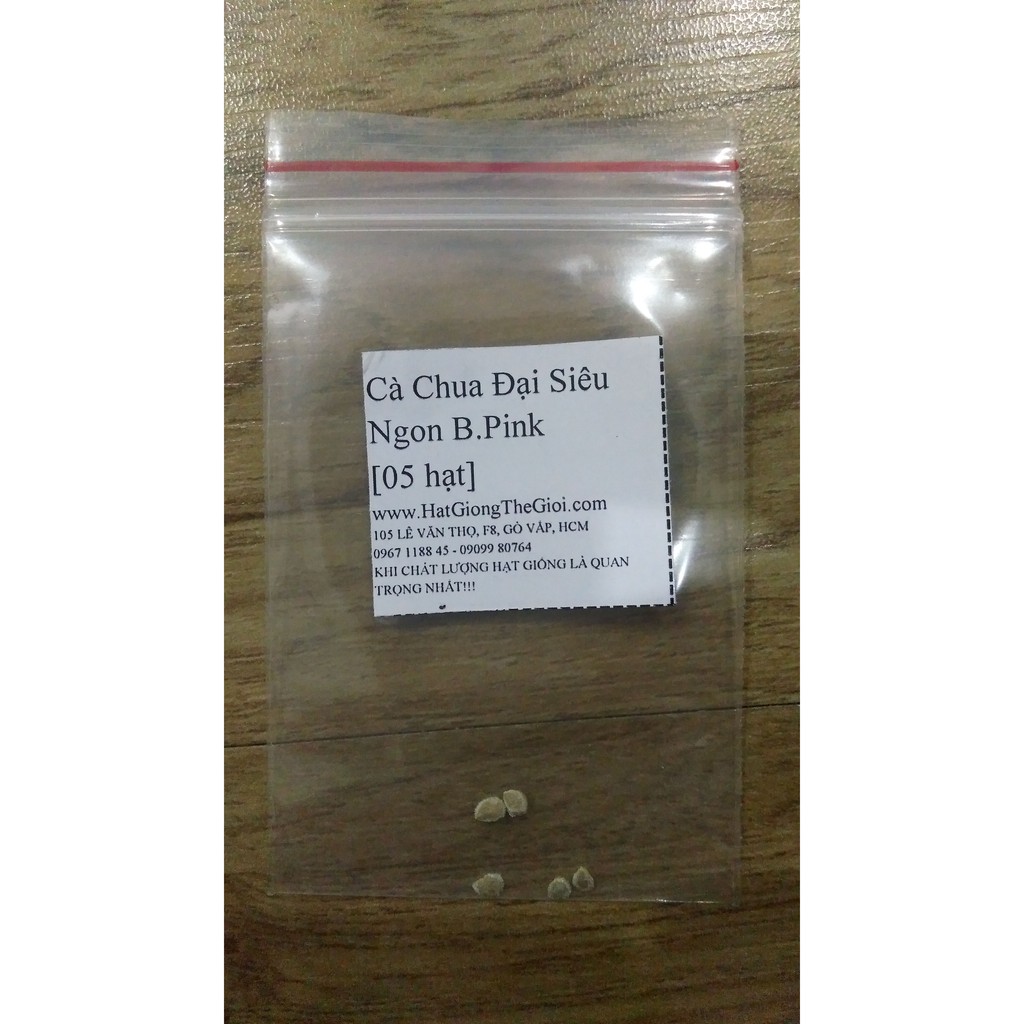 Cà Chua Đại Siêu
Ngon B.Pink
[05 hạt]
www.HatGiongTheGioi.com
105 LÊ VĂN THỌ, F8, GÒ VẤP, HCM
0967 1188 45 - 09099 80764
KHI CHẤT LƯỢNG HẠT GIỐNG LÀ QUAN
TRỌNG NHẤT!!!